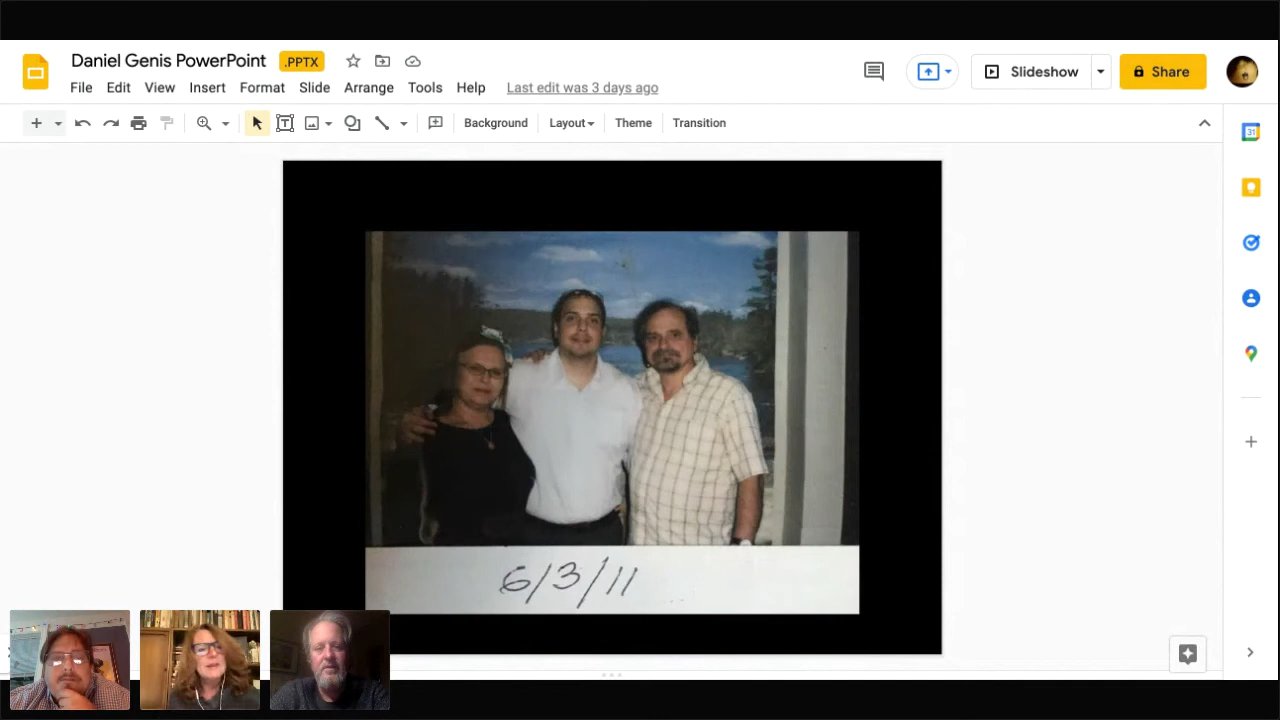 Daniel Genis PowerPoint .PPTX
File Edit View Insert Format Slide Arrange Tools Help Last edit was 3 days ago
Slideshow
Share
Background Layout Theme Transition
31
6/3/11